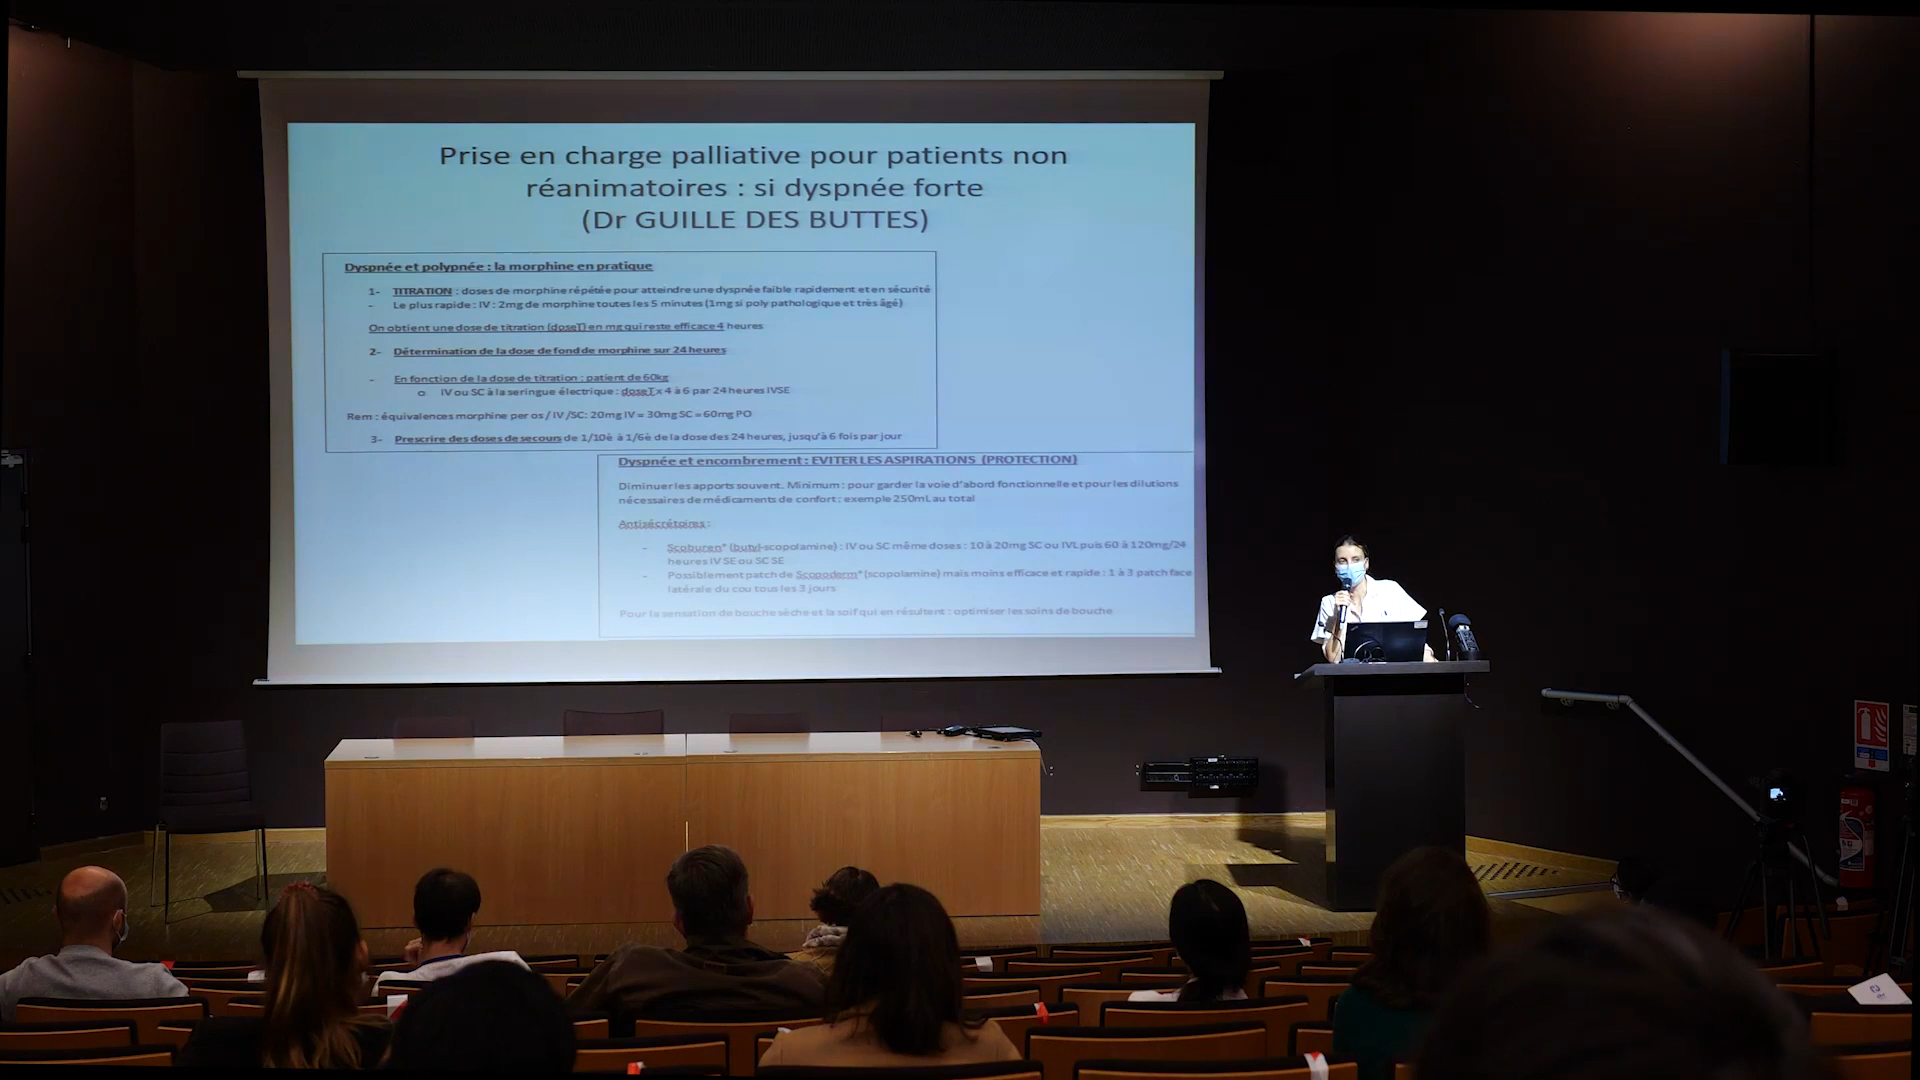 Prise en charge palliative pour patients non
réanimatoires : si dyspnée forte
(Dr GUILLE DES BUTTES)
Dyspnée et polypnée : la morphine en pratique
1- TITRATION : doses de morphine répétée pour atteindre une dyspnée faible rapidement et en sécurité
- Le plus rapide : IV : 2mg de morphine toutes les 5 minutes (1mg si poly pathologique et très âgé)
On obtient une dose de titration (doseT) en mg qui reste efficace 4 heures
2- Détermination de la dose de fond de morphine sur 24 heures
- En fonction de la dose de titration : patient de 60kg
o IV ou SC à la seringue électrique : doseT x 4 à 6 par 24 heures IVSE
Rem : équivalences morphine per os / IV /SC: 20mg IV = 30mg SC = 60mg PO
3- Prescrire des doses de secours de 1/10è à 1/6è de la dose des 24 heures, jusqu'à 6 fois par jour
Dyspnée et encombrement : EVITER LES ASPIRATIONS (PROTECTION)
Diminuer les apports souvent. Minimum : pour garder la voie d'abord fonctionnelle et pour les dilutions
nécessaires de médicaments de confort : exemple 250mL au total
Antisécrétoires :
- Scoburen* (butyl-scopolamine) : IV ou SC même doses : 10 à 20mg SC ou IVL puis 60 à 120mg/24
heures IV SE ou SC SE
- Possiblement patch de Scopoderm* (scopolamine) mais moins efficace et rapide : 1 à 3 patch face
latérale du cou tous les 3 jours
Pour la sensation de bouche sèche et la soif qui en résultent : optimiser les soins de bouche